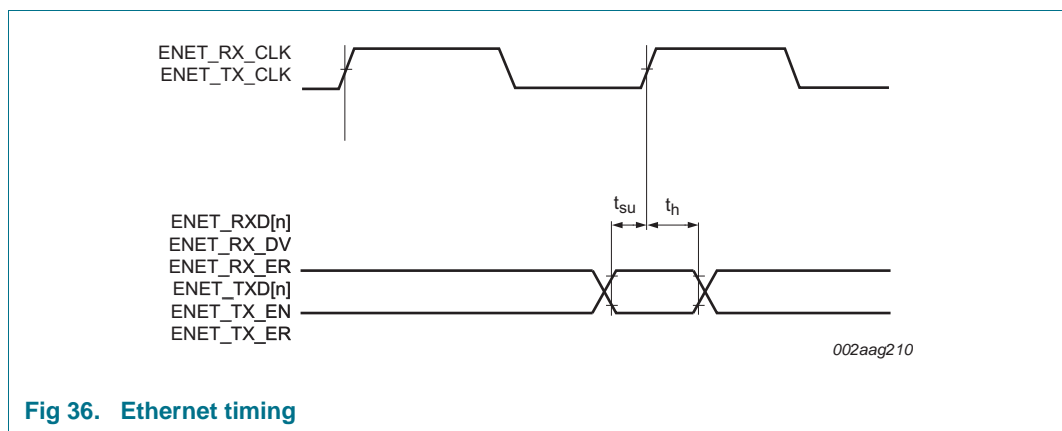 ENET_RX_CLK
ENET_TX_CLK
t_su t_h
ENET_RXD[n]
ENET_RX_DV
ENET_RX_ER
ENET_TXD[n]
ENET_TX_EN
ENET_TX_ER
002aag210
Fig 36. Ethernet timing